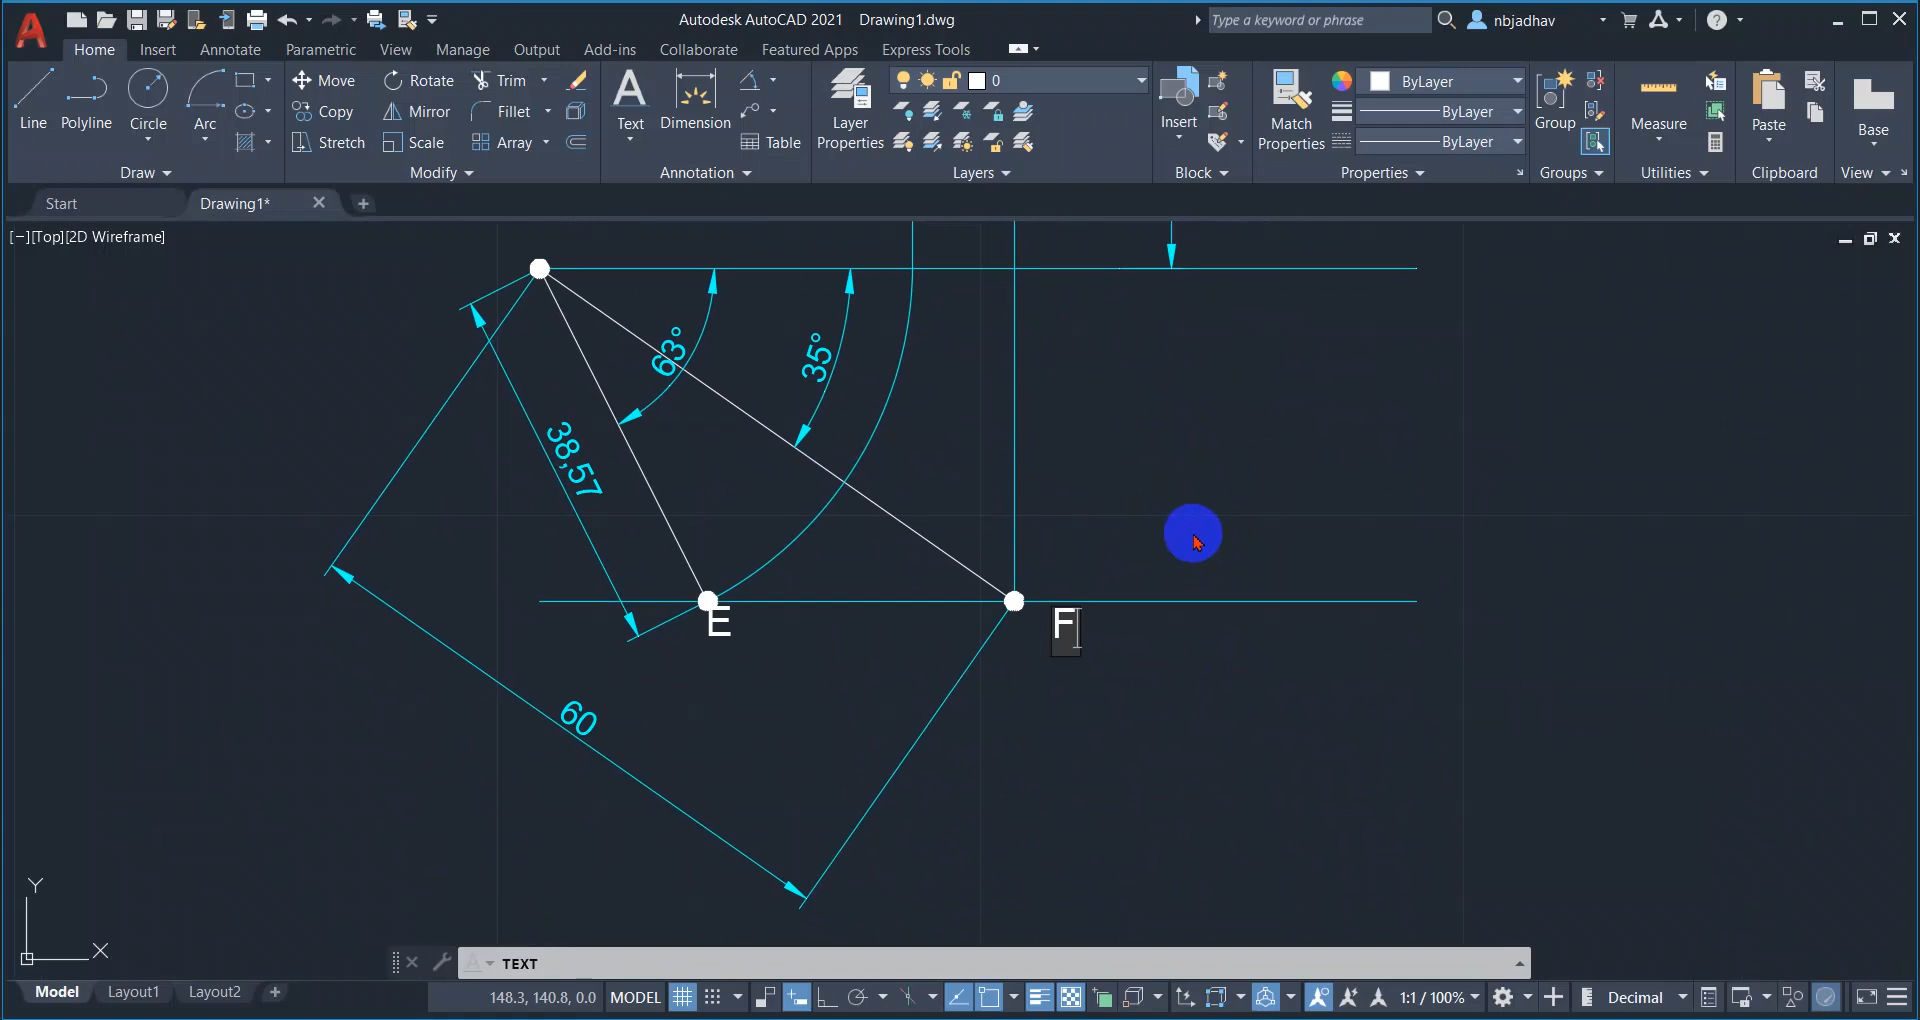 Autodesk AutoCAD 2021 Drawing1.dwg
Type a keyword or phrase
nbjadhav
Home Insert Annotate Parametric View Manage Output Add-ins Collaborate Featured Apps Express Tools
Line Polyline Circle Arc
Move Rotate Trim
Copy Mirror Fillet
Stretch Scale Array
Text Dimension Table
Layer Properties
0
Insert
Match Properties
ByLayer
ByLayer
ByLayer
Group Measure Paste Base
Draw Modify Annotation Layers Block Properties Groups Utilities Clipboard View
Start Drawing1*
[−][Top][2D Wireframe]
63°
35°
38,57
E
F
60
Y
X
TEXT
Model Layout1 Layout2
148.3, 140.8, 0.0 MODEL 1:1 / 100% Decimal